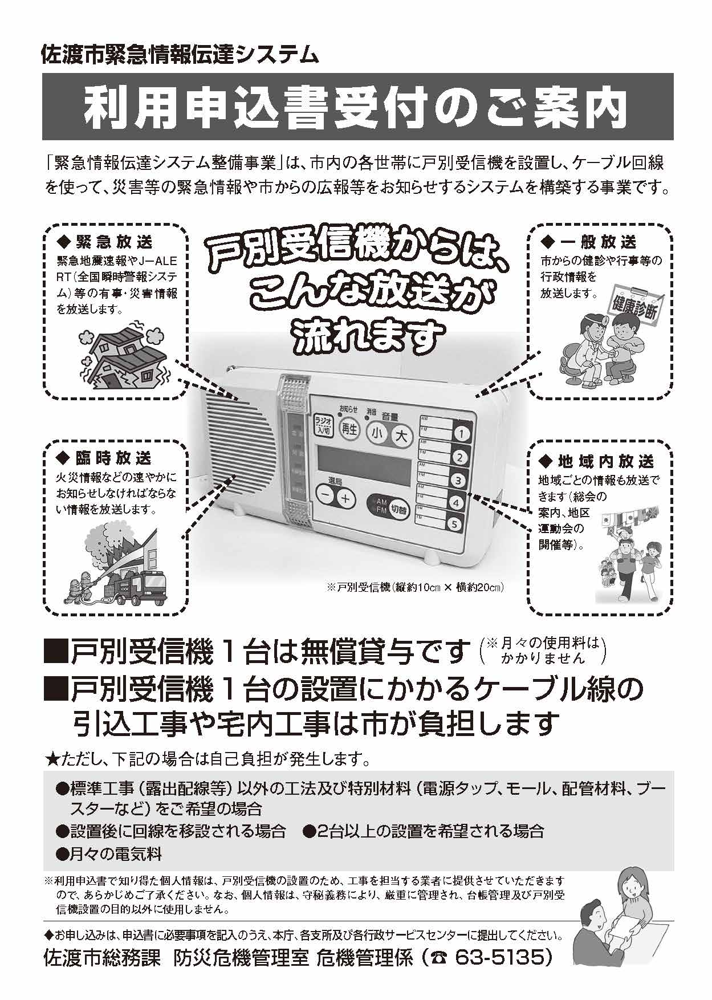 佐渡市緊急情報伝達システム
利用申込書受付のご案内
「緊急情報伝達システム整備事業」は、市内の各世帯に戸別受信機を設置し、ケーブル回線
を使って、災害等の緊急情報や市からの広報等をお知らせするシステムを構築する事業です。
戸別受信機からは、
こんな放送が
流れます
◆緊急放送
緊急地震速報やJ－ALE
RT（全国瞬時警報システ
ム）等の有事・災害情報
を放送します。
◆一般放送
市からの健診や行事等の
行政情報を
放送します。
健康診断
お知らせ 消音 音量
ラジオ
入/切
再生
小
大
AM
FM
1
AM
FM
2
AM
FM
3
AM
FM
4
AM
FM
5
選局
－
＋
AM
FM
切替
◆臨時放送
火災情報などの速やかに
お知らせしなければならな
い情報を放送します。
◆地域内放送
地域ごとの情報も放送で
きます（総会の
案内、地区
運動会の
開催等）。
※戸別受信機（縦約10㎝ × 横約20㎝）
■戸別受信機１台は無償貸与です（※月々の使用料は
かかりません）
■戸別受信機１台の設置にかかるケーブル線の
引込工事や宅内工事は市が負担します
★ただし、下記の場合は自己負担が発生します。
●標準工事（露出配線等）以外の工法及び特別材料（電源タップ、モール、配管材料、ブー
スターなど）をご希望の場合
●設置後に回線を移設される場合 ●2台以上の設置を希望される場合
●月々の電気料
※利用申込書で知り得た個人情報は、戸別受信機の設置のため、工事を担当する業者に提供させていただきます
ので、あらかじめご了承ください。なお、個人情報は、守秘義務により、厳重に管理され、台帳管理及び戸別受
信機設置の目的以外に使用しません。
◆お申し込みは、申込書に必要事項を記入のうえ、本庁、各支所及び各行政サービスセンターに提出してください。
佐渡市総務課 防災危機管理室 危機管理係（☎ 63-5135）